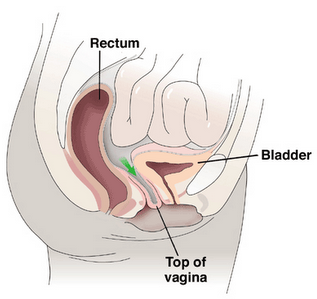 Rectum
Bladder
Top of
vagina